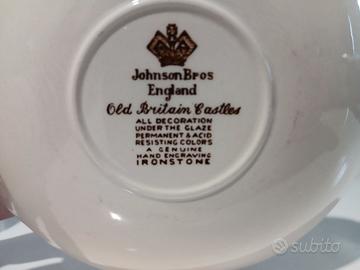 Johnson Bros
England
Old Britain Castles
ALL DECORATION
UNDER THE GLAZE
PERMANENT & ACID
RESISTING COLORS
A GENUINE
HAND ENGRAVING
IRONSTONE
subito